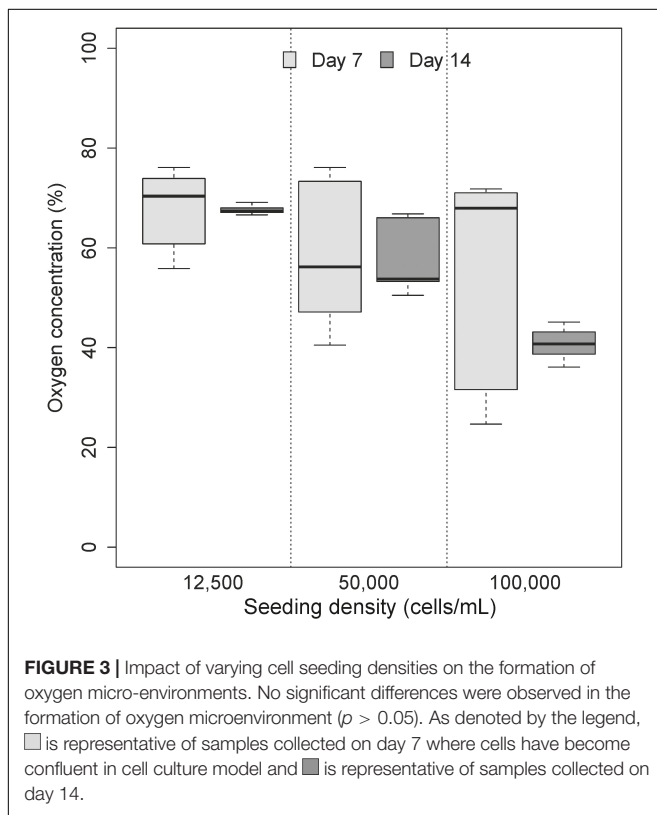 100
80
60
40
20
0
Oxygen concentration (%)
Day 7 Day 14
12,500 50,000 100,000
Seeding density (cells/mL)
FIGURE 3 | Impact of varying cell seeding densities on the formation of
oxygen micro-environments. No significant differences were observed in the
formation of oxygen microenvironment (p > 0.05). As denoted by the legend,
is representative of samples collected on day 7 where cells have become
confluent in cell culture model and is representative of samples collected on
day 14.